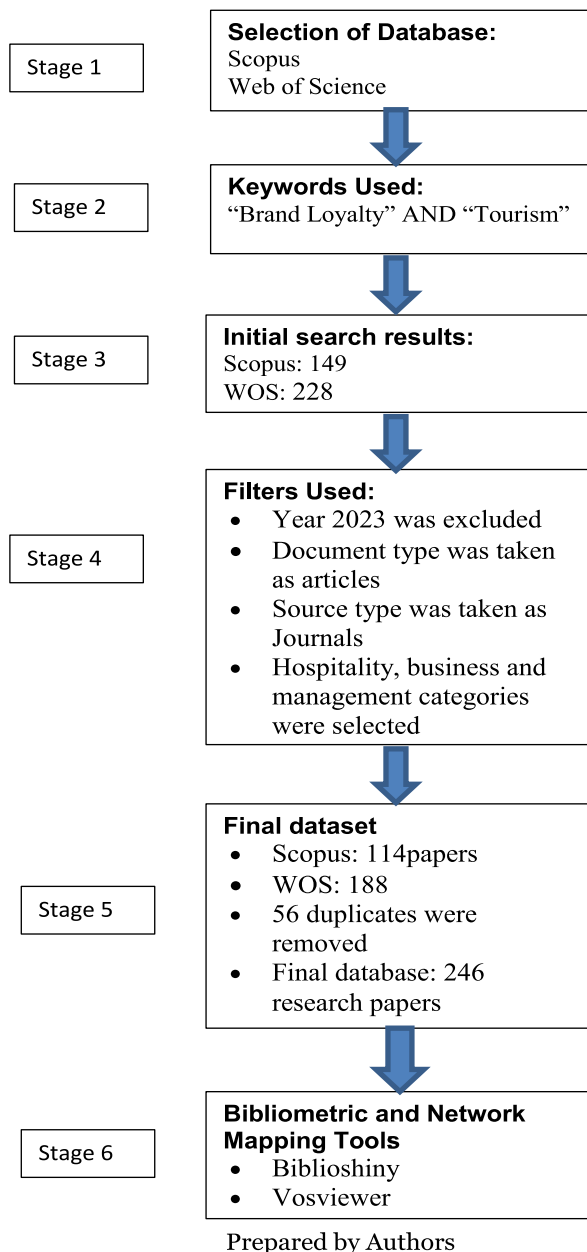 Stage 1
Selection of Database:
Scopus
Web of Science
Stage 2
Keywords Used:
“Brand Loyalty” AND “Tourism”
Stage 3
Initial search results:
Scopus: 149
WOS: 228
Stage 4
Filters Used:
• Year 2023 was excluded
• Document type was taken
as articles
• Source type was taken as
Journals
• Hospitality, business and
management categories
were selected
Stage 5
Final dataset
• Scopus: 114papers
• WOS: 188
• 56 duplicates were
removed
• Final database: 246
research papers
Stage 6
Bibliometric and Network
Mapping Tools
• Biblioshiny
• Vosviewer
Prepared by Authors